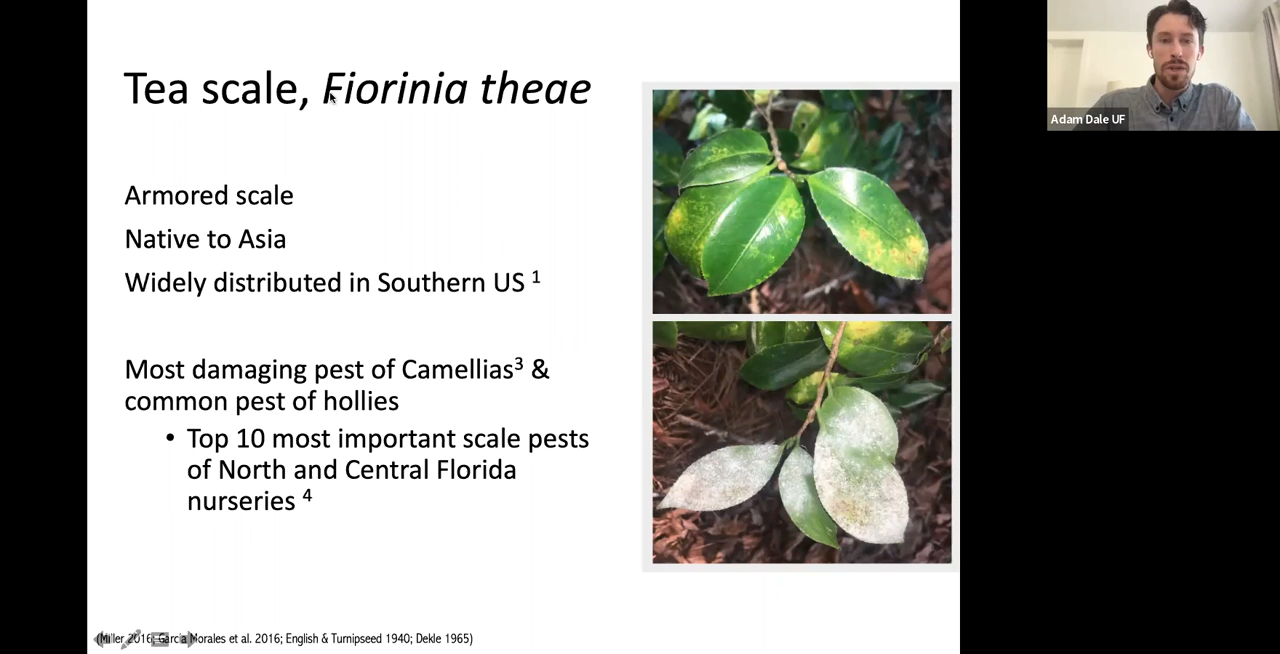 Tea scale, Fiorinia theae
Armored scale
Native to Asia
Widely distributed in Southern US 1
Most damaging pest of Camellias3 &
common pest of hollies
• Top 10 most important scale pests
of North and Central Florida
nurseries 4
(Miller 2016; Garcia Morales et al. 2016; English & Turnipseed 1940; Dekle 1965)
Adam Dale UF